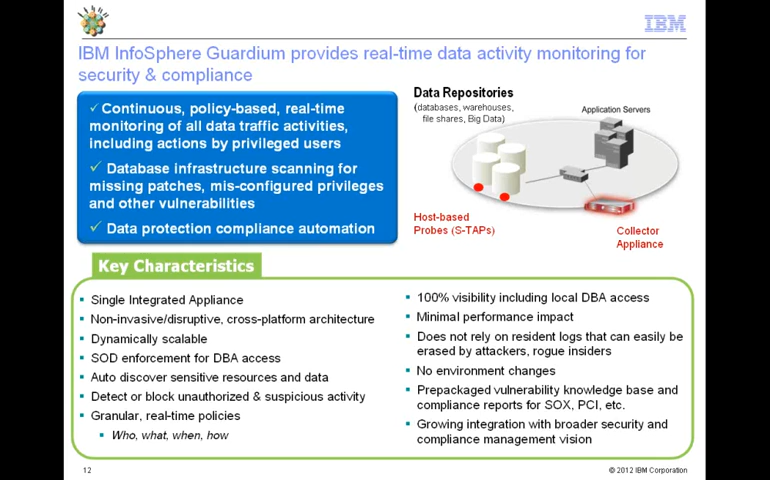 IBM
IBM InfoSphere Guardium provides real-time data activity monitoring for
security & compliance
✓ Continuous, policy-based, real-time
monitoring of all data traffic activities,
including actions by privileged users
✓ Database infrastructure scanning for
missing patches, mis-configured privileges
and other vulnerabilities
✓ Data protection compliance automation
Data Repositories
(databases, warehouses,
file shares, Big Data)
Application Servers
Host-based
Probes (S-TAPs)
Collector
Appliance
Key Characteristics
▪ Single Integrated Appliance
▪ Non-invasive/disruptive, cross-platform architecture
▪ Dynamically scalable
▪ SOD enforcement for DBA access
▪ Auto discover sensitive resources and data
▪ Detect or block unauthorized & suspicious activity
▪ Granular, real-time policies
▪ Who, what, when, how
▪ 100% visibility including local DBA access
▪ Minimal performance impact
▪ Does not rely on resident logs that can easily be
erased by attackers, rogue insiders
▪ No environment changes
▪ Prepackaged vulnerability knowledge base and
compliance reports for SOX, PCI, etc.
▪ Growing integration with broader security and
compliance management vision
12
© 2012 IBM Corporation